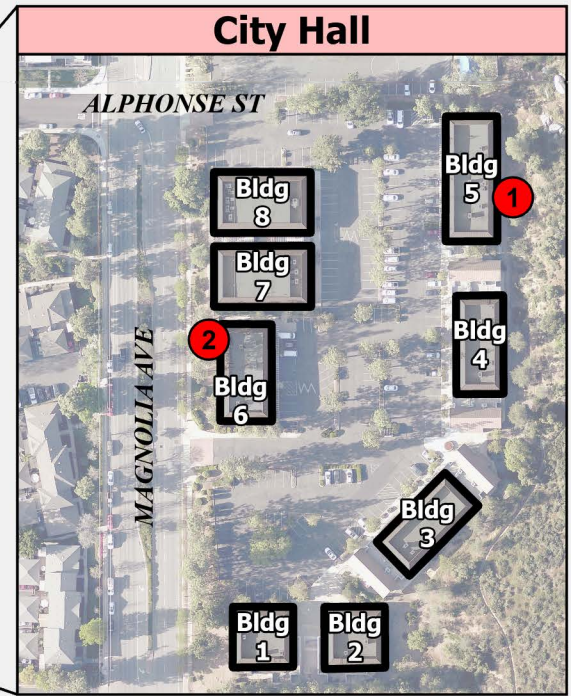 City Hall
ALPHONSE ST
Bldg
5
1
Bldg
8
Bldg
7
2
Bldg
6
Bldg
4
MAGNOLIA AVE
Bldg
3
Bldg
1
Bldg
2